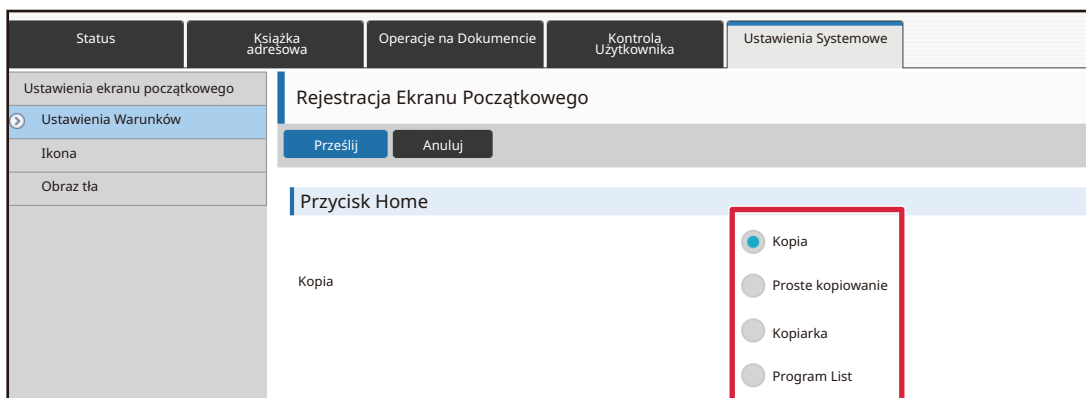 Status
Książka
adresowa
Operacje na Dokumencie
Kontrola
Użytkownika
Ustawienia Systemowe
Ustawienia ekranu początkowego
Ustawienia Warunków
Ikona
Obraz tła
Rejestracja Ekranu Początkowego
Prześlij
Anuluj
Przycisk Home
Kopia
Kopia
Proste kopiowanie
Kopiarka
Program List